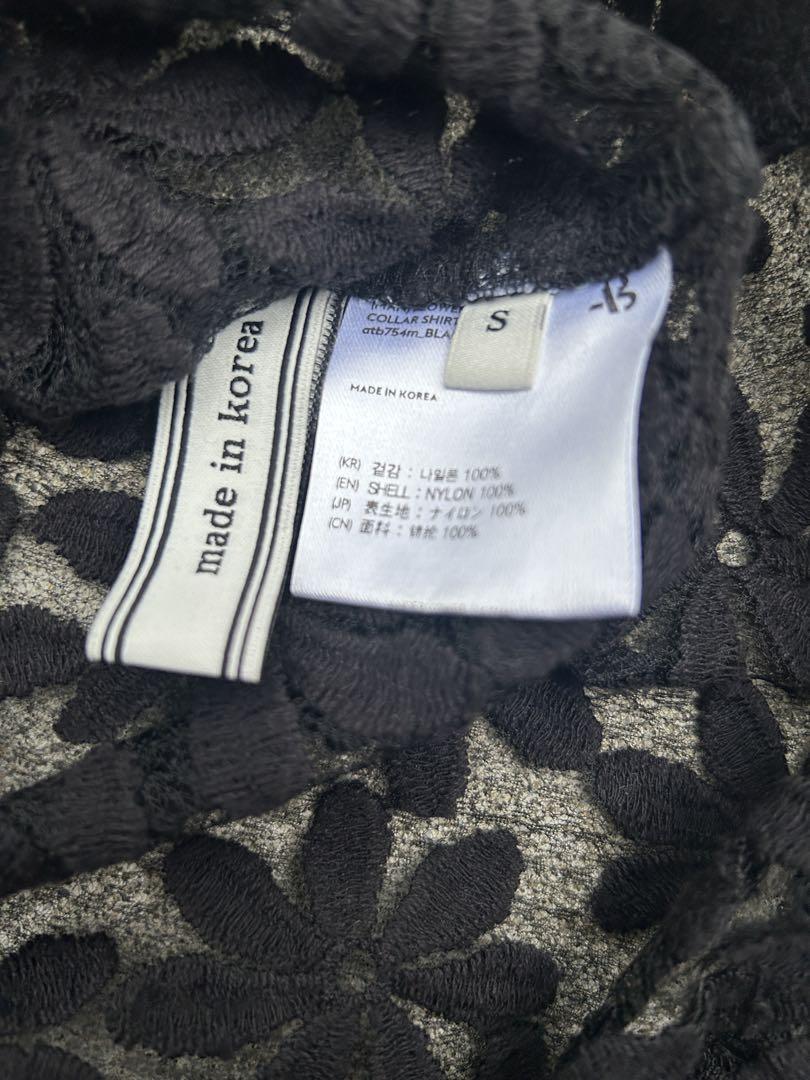 made in korea
COLLAR SHIRT
atb754m_BLA
S
MADE IN KOREA
(KR) 겉감 : 나일론 100%
(EN) SHELL : NYLON 100%
(JP) 表生地 : ナイロン 100%
(CN) 面料 : 锦纶 100%